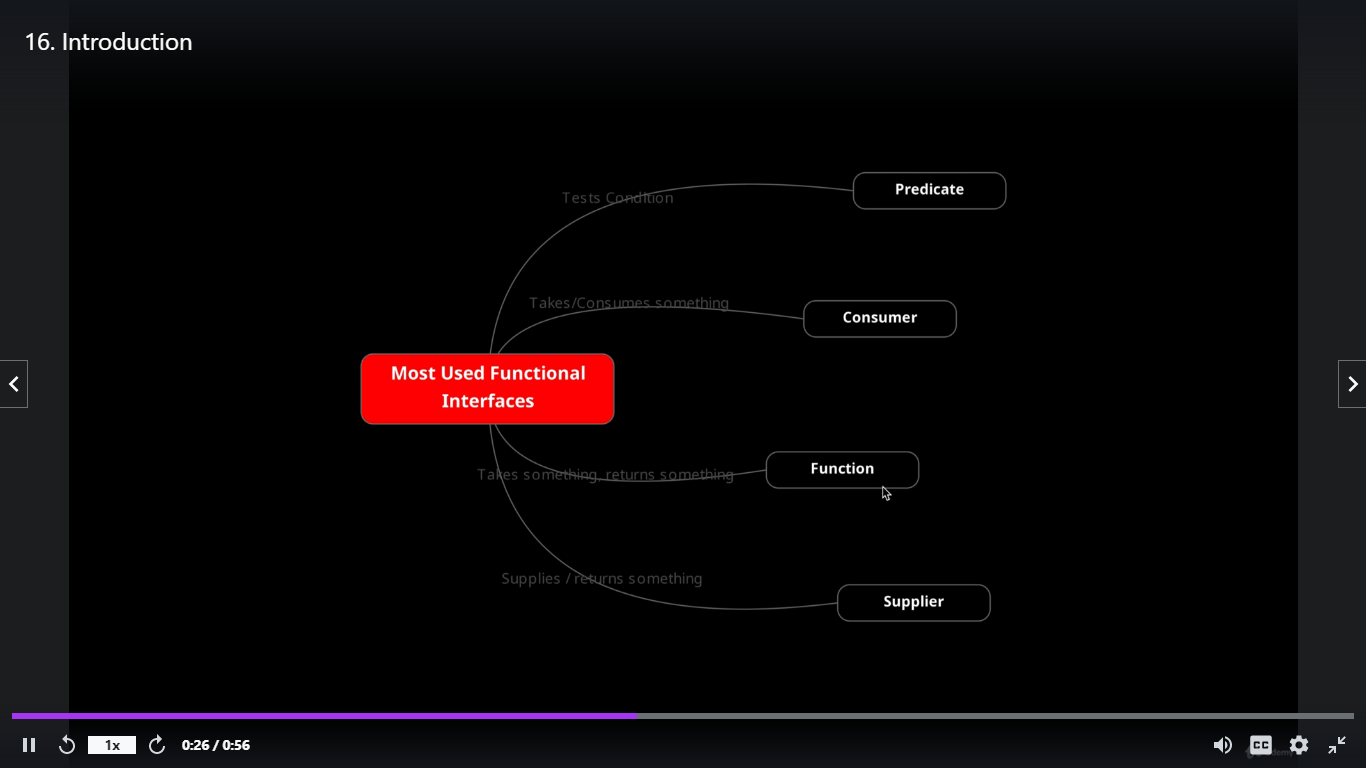 16. Introduction
Tests Condition
Predicate
Takes/Consumes something
Consumer
Most Used Functional
Interfaces
Takes something, returns something
Function
Supplies / returns something
Supplier
1x
0:26 / 0:56
CC